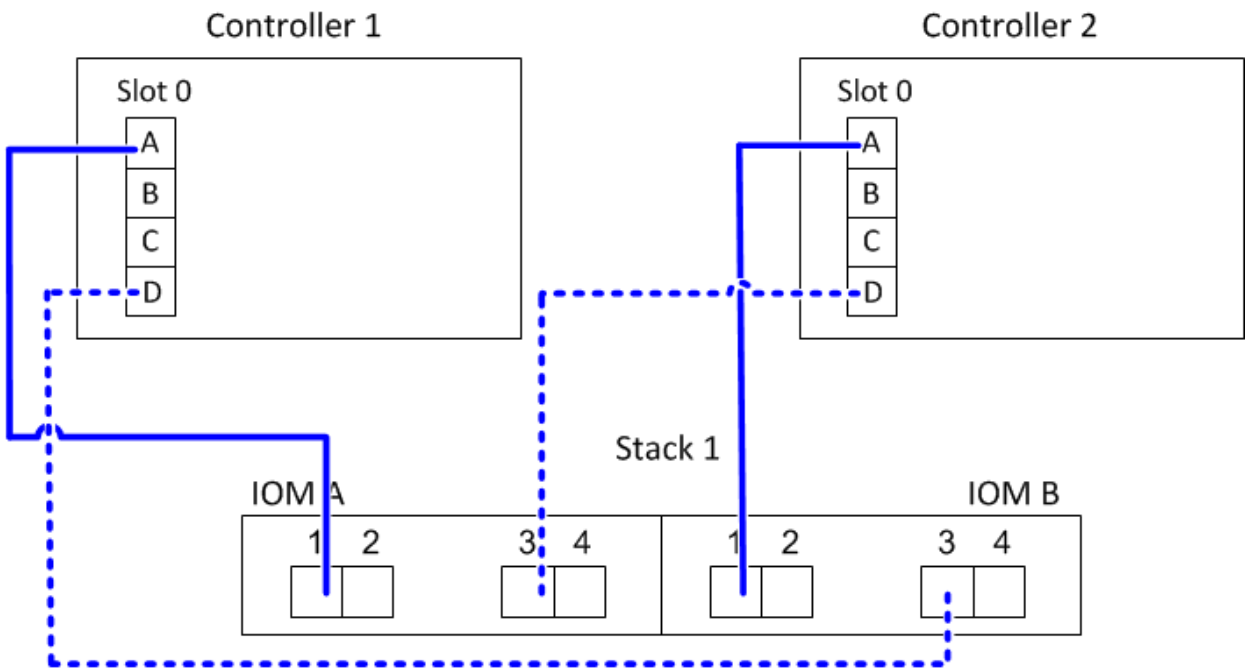 Controller 1
Controller 2
Slot 0
A
B
C
D
Slot 0
A
B
C
D
Stack 1
IOM A
IOM B
1 2 3 4 1 2 3 4